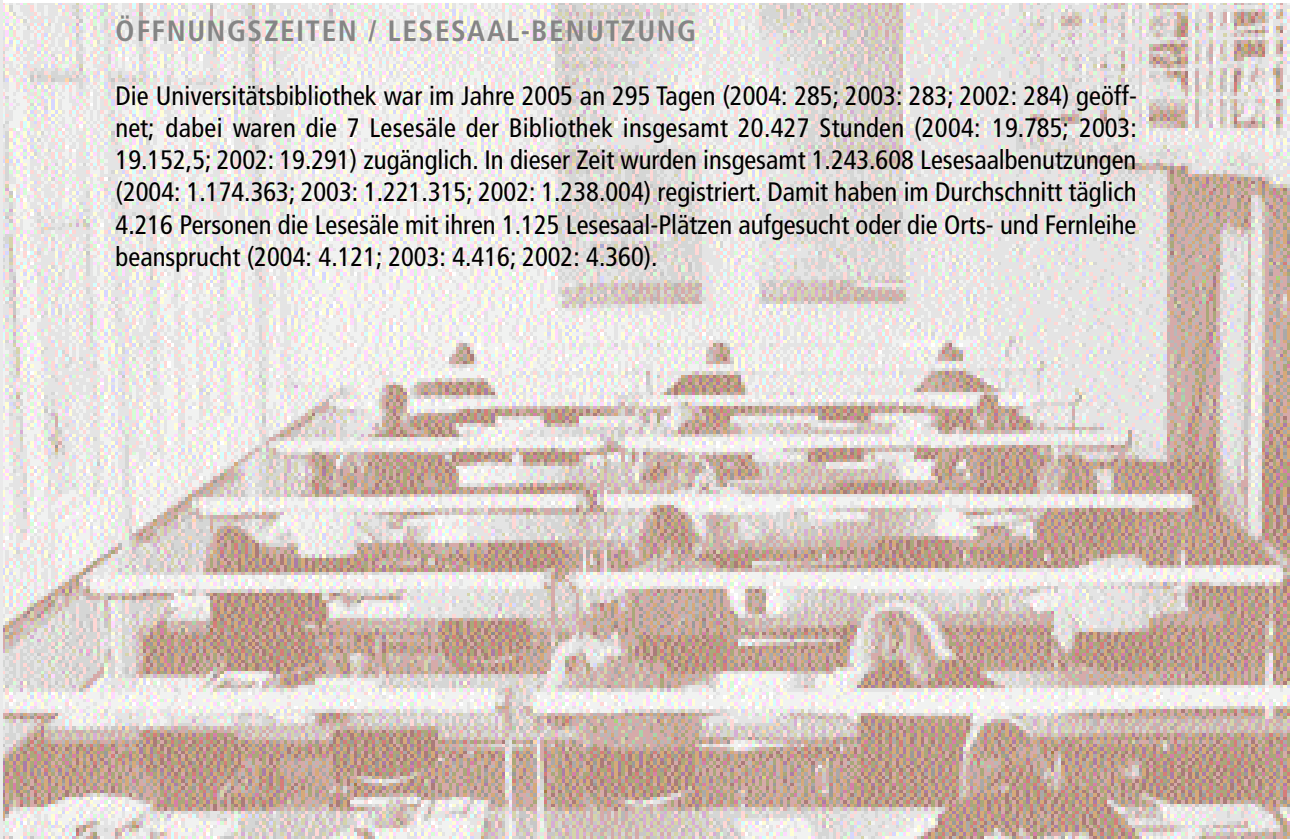 ÖFFNUNGSZEITEN / LESESAAL-BENUTZUNG
Die Universitätsbibliothek war im Jahre 2005 an 295 Tagen (2004: 285; 2003: 283; 2002: 284) geöff-
net; dabei waren die 7 Lesesäle der Bibliothek insgesamt 20.427 Stunden (2004: 19.785; 2003:
19.152,5; 2002: 19.291) zugänglich. In dieser Zeit wurden insgesamt 1.243.608 Lesesaalbenutzungen
(2004: 1.174.363; 2003: 1.221.315; 2002: 1.238.004) registriert. Damit haben im Durchschnitt täglich
4.216 Personen die Lesesäle mit ihren 1.125 Lesesaal-Plätzen aufgesucht oder die Orts- und Fernleihe
beansprucht (2004: 4.121; 2003: 4.416; 2002: 4.360).